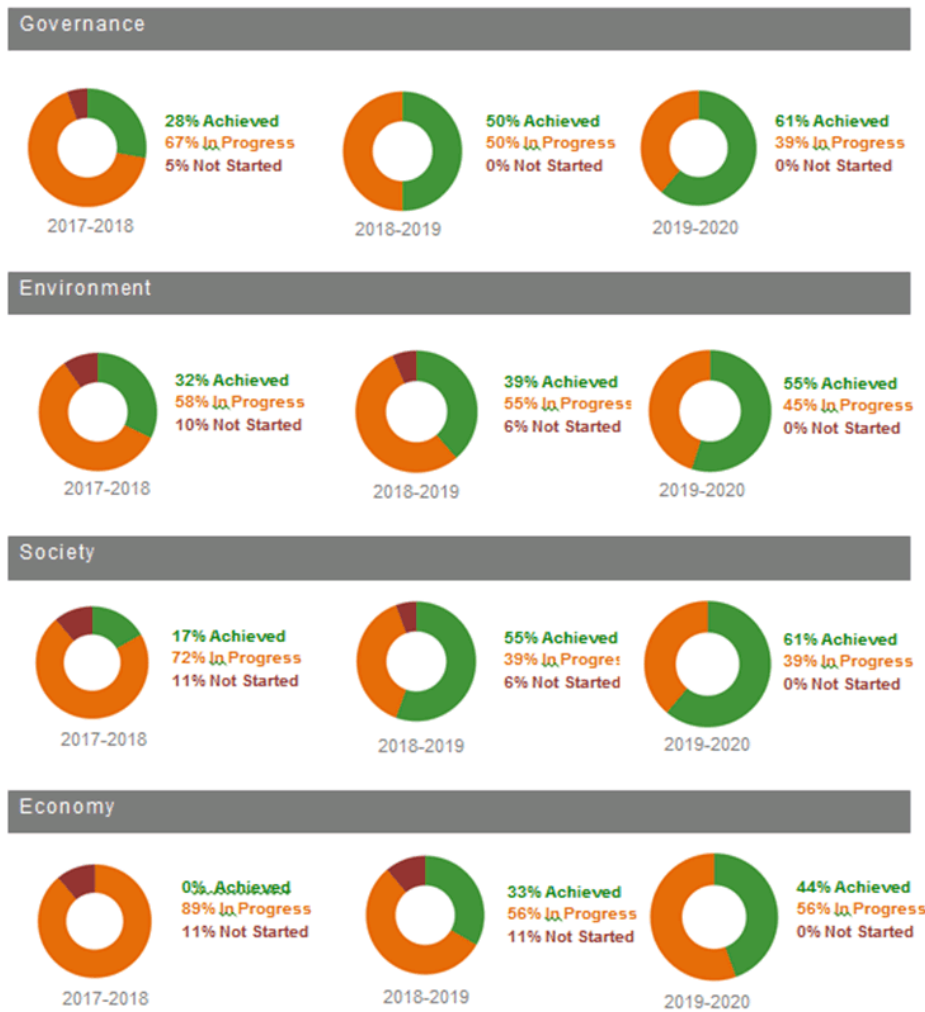 Governance
28% Achieved
67% In Progress
5% Not Started
2017-2018
50% Achieved
50% In Progress
0% Not Started
2018-2019
61% Achieved
39% In Progress
0% Not Started
2019-2020
Environment
32% Achieved
58% In Progress
10% Not Started
2017-2018
39% Achieved
55% In Progress
6% Not Started
2018-2019
55% Achieved
45% In Progress
0% Not Started
2019-2020
Society
17% Achieved
72% In Progress
11% Not Started
2017-2018
55% Achieved
39% In Progres
6% Not Started
2018-2019
61% Achieved
39% In Progress
0% Not Started
2019-2020
Economy
0% Achieved
89% In Progress
11% Not Started
2017-2018
33% Achieved
56% In Progress
11% Not Started
2018-2019
44% Achieved
56% In Progress
0% Not Started
2019-2020